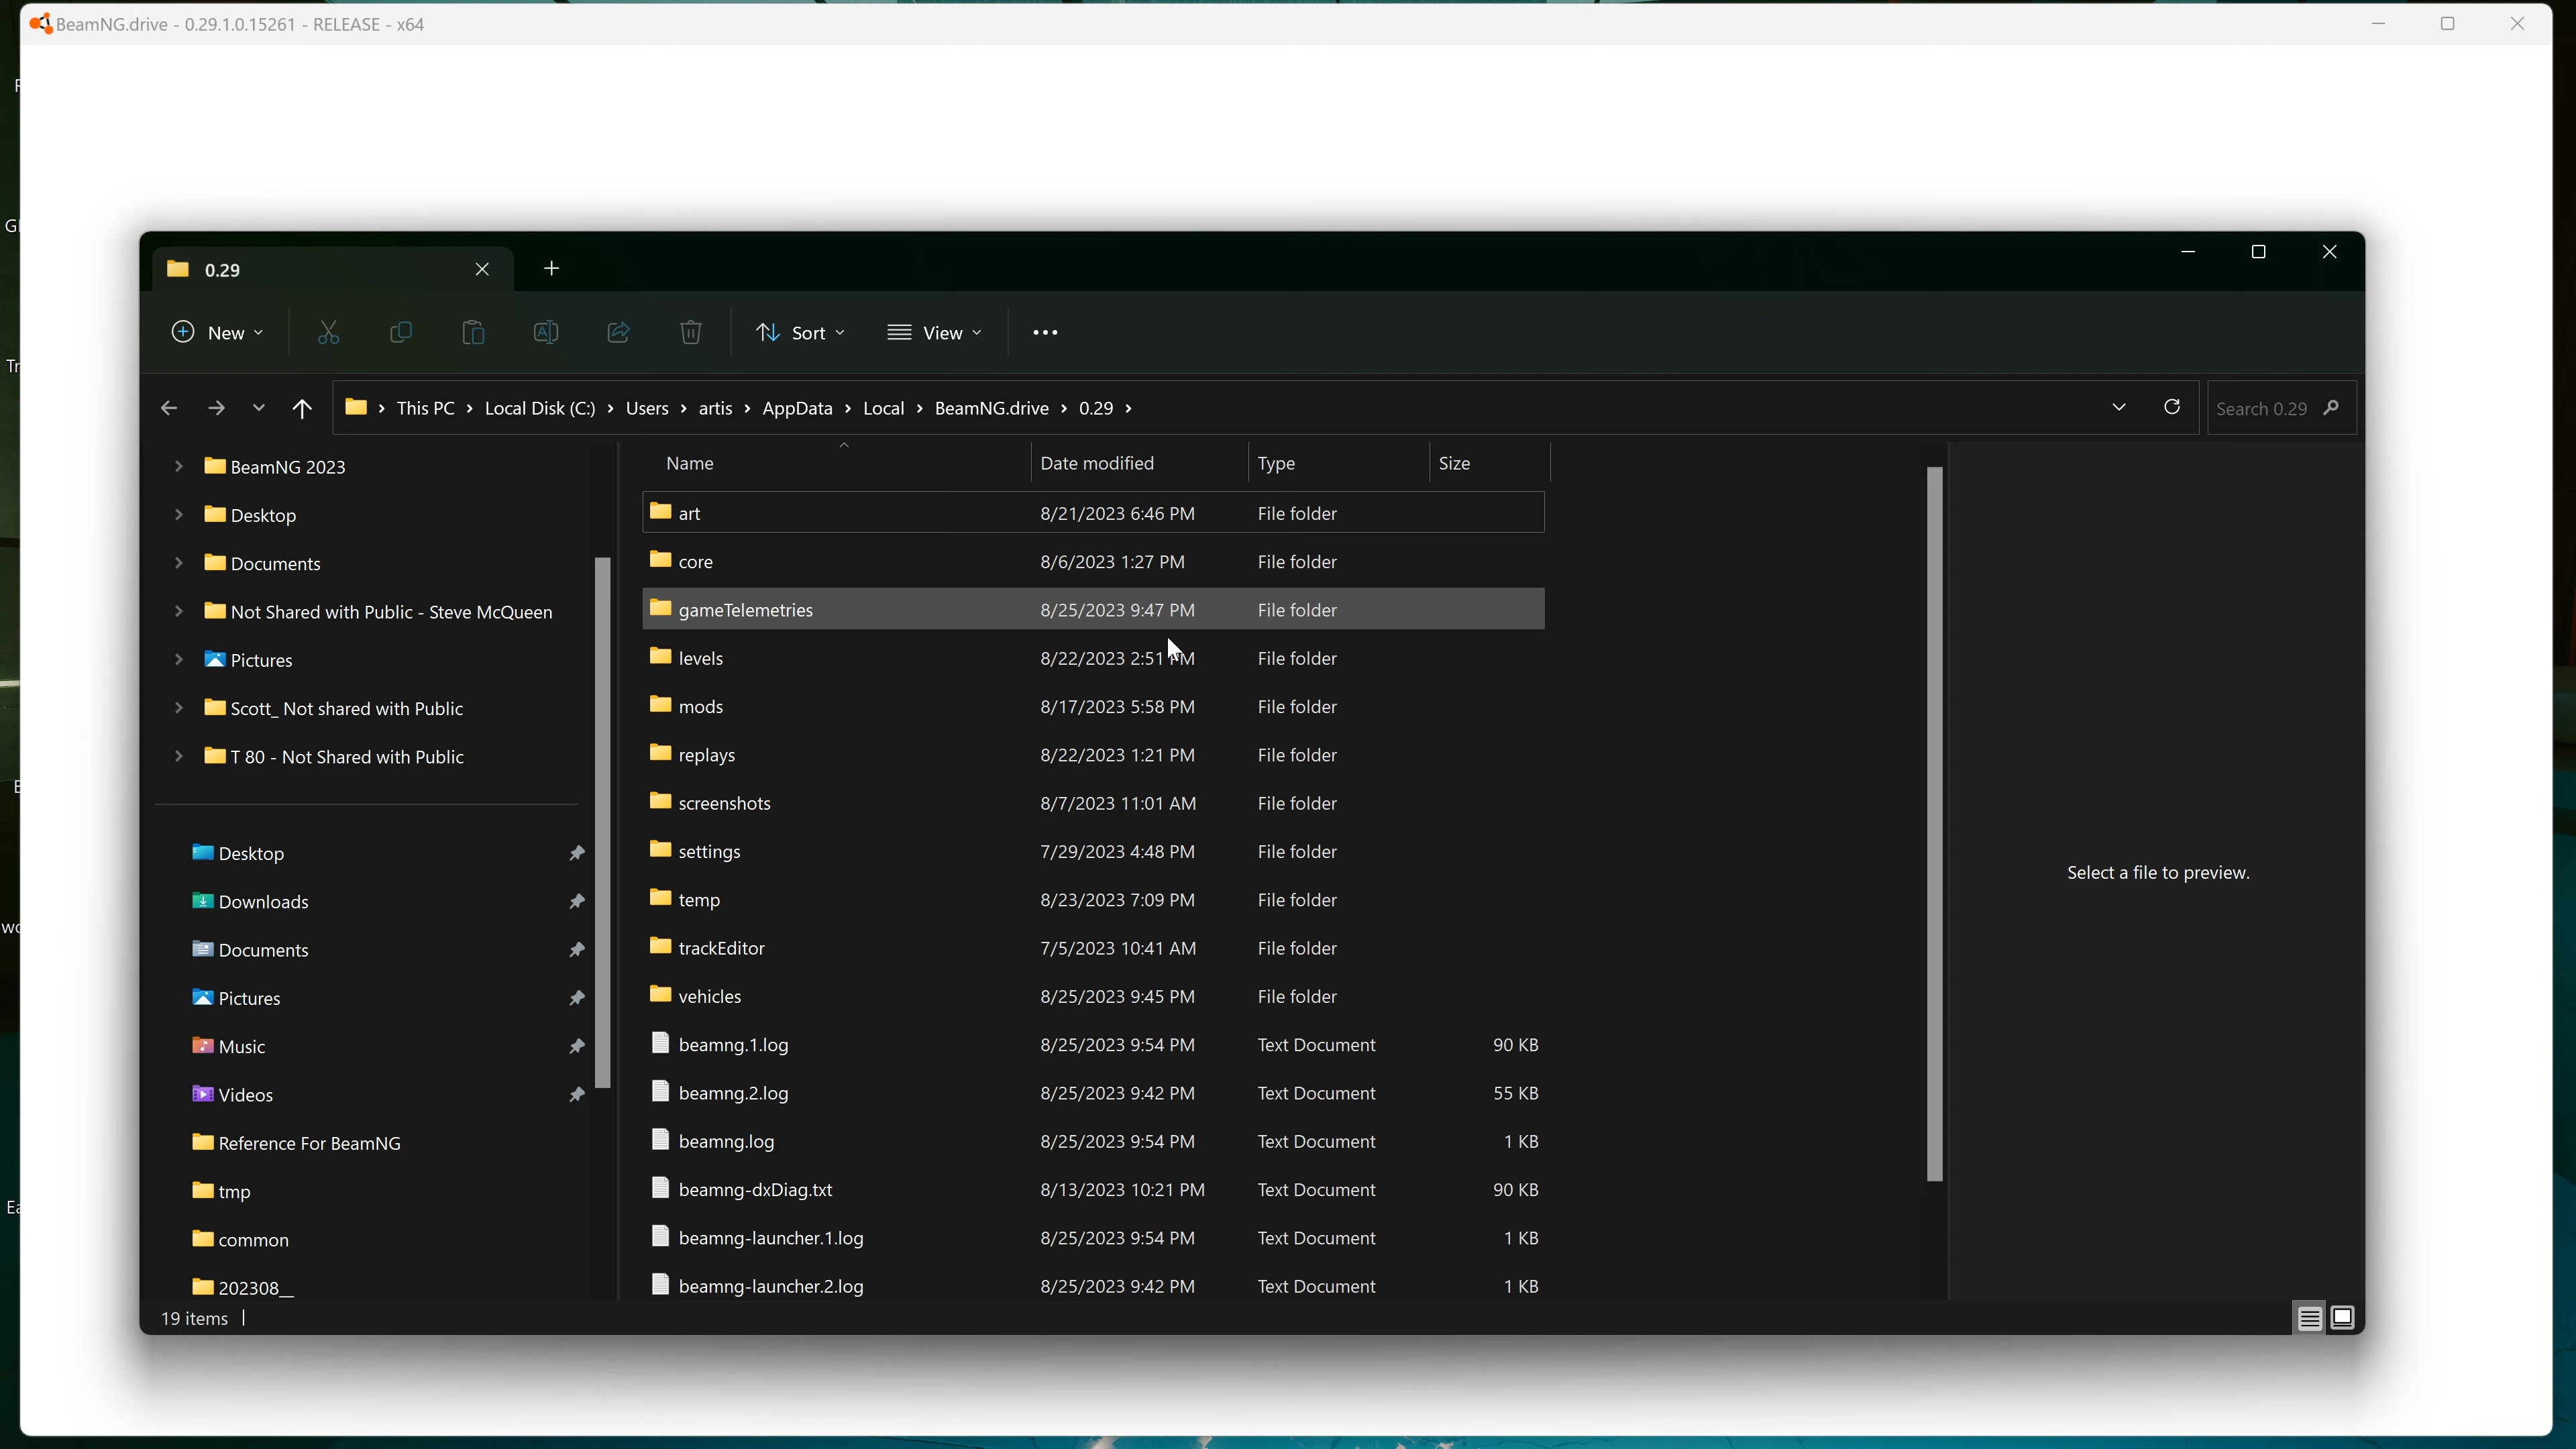 BeamNG.drive - 0.29.1.0.15261 - RELEASE - x64
0.29
New
Sort
View
This PC > Local Disk (C:) > Users > artis > AppData > Local > BeamNG.drive > 0.29 >
Search 0.29
BeamNG 2023
Desktop
Documents
Not Shared with Public - Steve McQueen
Pictures
Scott_ Not shared with Public
T 80 - Not Shared with Public
Desktop
Downloads
Documents
Pictures
Music
Videos
Reference For BeamNG
tmp
common
202308__
Name Date modified Type Size
art 8/21/2023 6:46 PM File folder
core 8/6/2023 1:27 PM File folder
gameTelemetries 8/25/2023 9:47 PM File folder
levels 8/22/2023 2:51 PM File folder
mods 8/17/2023 5:58 PM File folder
replays 8/22/2023 1:21 PM File folder
screenshots 8/7/2023 11:01 AM File folder
settings 7/29/2023 4:48 PM File folder
temp 8/23/2023 7:09 PM File folder
trackEditor 7/5/2023 10:41 AM File folder
vehicles 8/25/2023 9:45 PM File folder
beamng.1.log 8/25/2023 9:54 PM Text Document 90 KB
beamng.2.log 8/25/2023 9:42 PM Text Document 55 KB
beamng.log 8/25/2023 9:54 PM Text Document 1 KB
beamng-dxDiag.txt 8/13/2023 10:21 PM Text Document 90 KB
beamng-launcher.1.log 8/25/2023 9:54 PM Text Document 1 KB
beamng-launcher.2.log 8/25/2023 9:42 PM Text Document 1 KB
Select a file to preview.
19 items